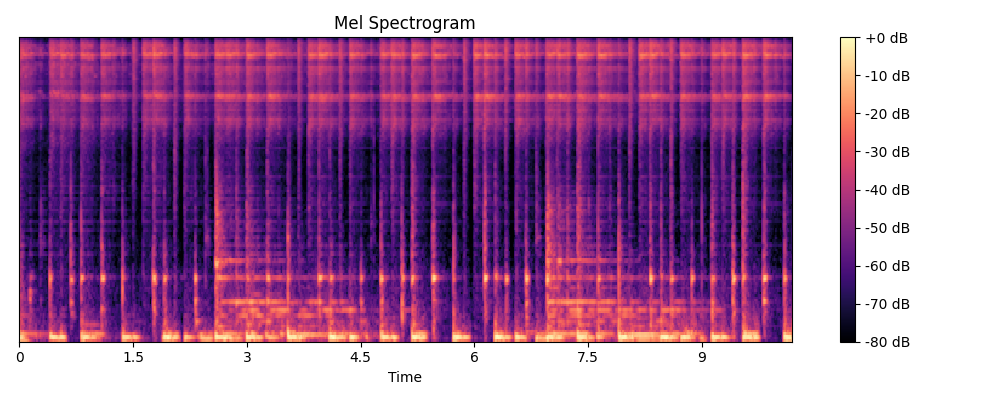 Mel Spectrogram
+0 dB
-10 dB
-20 dB
-30 dB
-40 dB
-50 dB
-60 dB
-70 dB
-80 dB
0
1.5
3
4.5
6
7.5
9
Time